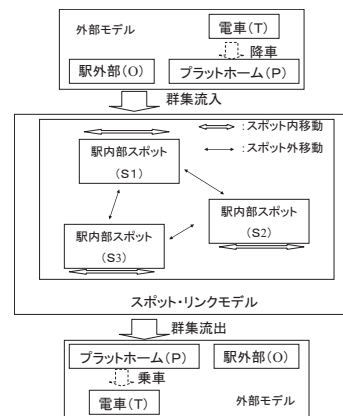 外部モデル
電車(T)
降車
駅外部(O)
プラットホーム(P)
群集流入
:スポット内移動
:スポット外移動
駅内部スポット
(S1)
駅内部スポット
(S2)
駅内部スポット
(S3)
スポット・リンクモデル
群集流出
プラットホーム(P)
駅外部(O)
乗車
電車(T)
外部モデル